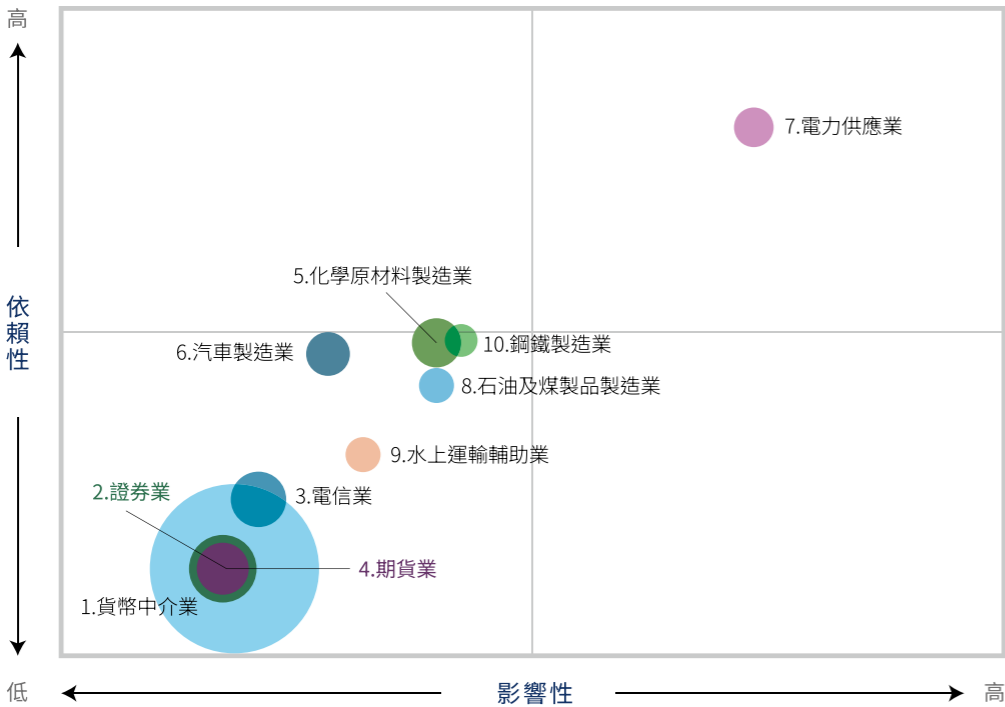 高
7.電力供應業
5.化學原材料製造業
依賴性
10.鋼鐵製造業
6.汽車製造業
8.石油及煤製品製造業
9.水上運輸輔助業
2.證券業
3.電信業
4.期貨業
1.貨幣中介業
低
影響性
高